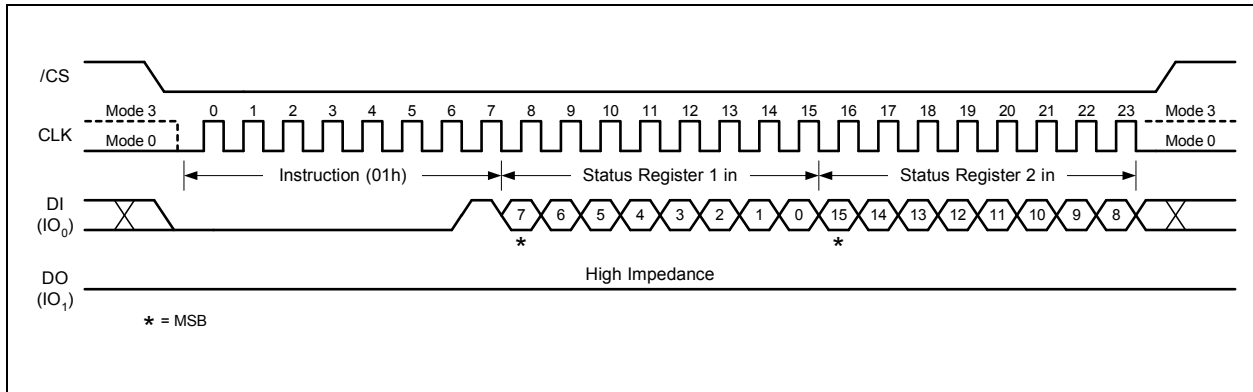 /CS
Mode 3 0 1 2 3 4 5 6 7 8 9 10 11 12 13 14 15 16 17 18 19 20 21 22 23 Mode 3
CLK
Mode 0 Mode 0
Instruction (01h) Status Register 1 in Status Register 2 in
DI
(IO0) 7 6 5 4 3 2 1 0 15 14 13 12 11 10 9 8
* *
High Impedance
DO
(IO1)
* = MSB